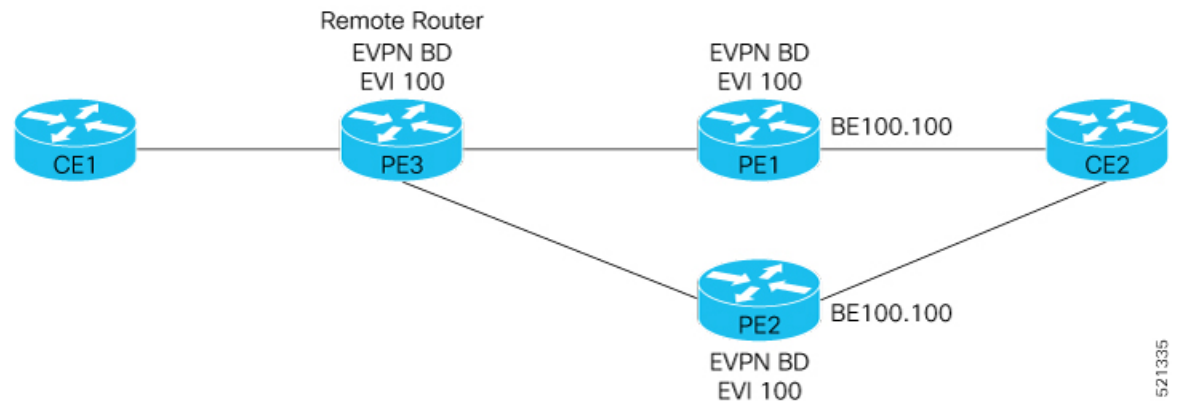 Remote Router
EVPN BD
EVI 100
EVPN BD
EVI 100
BE100.100
CE1
PE3
PE1
CE2
PE2
BE100.100
EVPN BD
EVI 100
521335